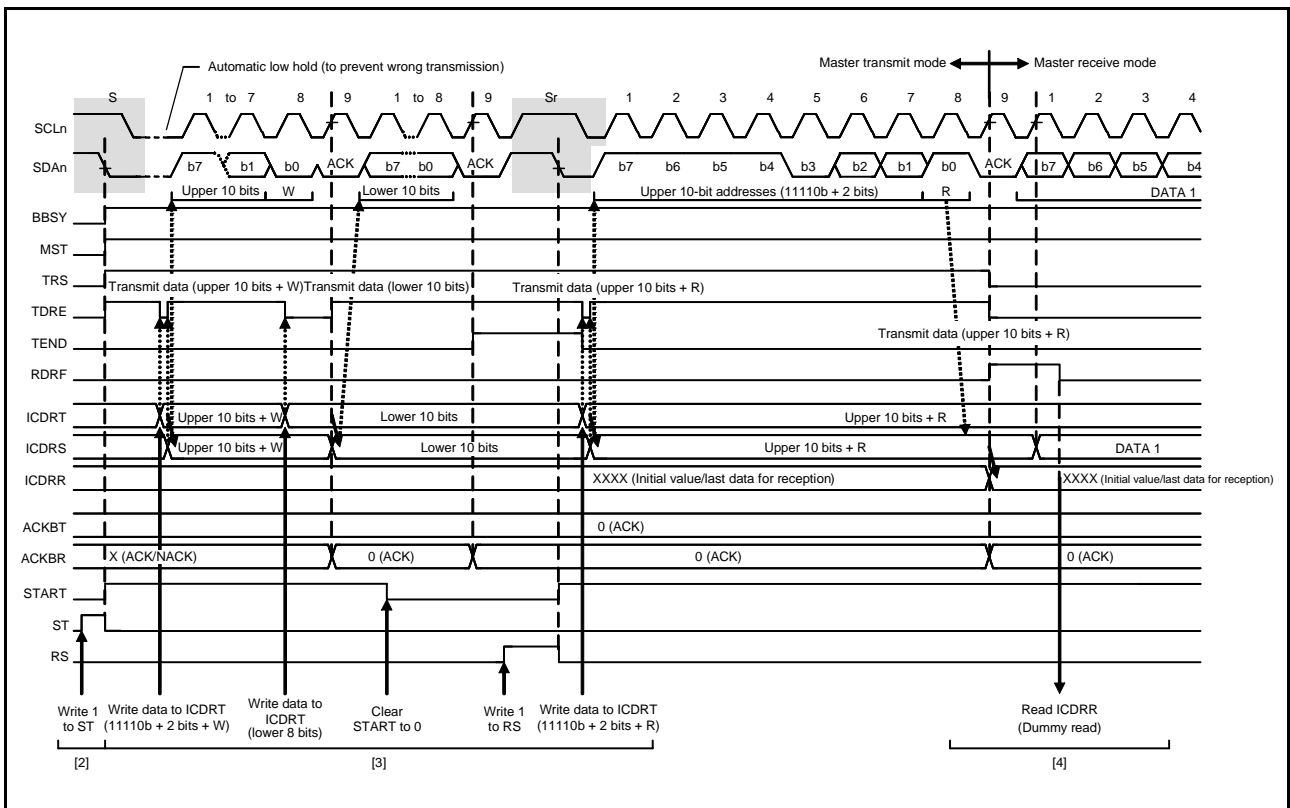 Master transmit mode
Master receive mode
Automatic low hold (to prevent wrong transmission)
S 1 to 7 8 9 1 to 8 9 Sr 1 2 3 4 5 6 7 8 9 1 2 3 4
SCLn
SDAn b7 b1 b0 ACK b7 b0 ACK b7 b6 b5 b4 b3 b2 b1 b0 ACK b7 b6 b5 b4
Upper 10 bits W Lower 10 bits Upper 10-bit addresses (11110b + 2 bits) R DATA 1
BBSY
MST
TRS
Transmit data (upper 10 bits + W) Transmit data (lower 10 bits) Transmit data (upper 10 bits + R)
TDRE
Transmit data (upper 10 bits + R)
TEND
RDRF
ICDRT Upper 10 bits + W Lower 10 bits Upper 10 bits + R
ICDRS Upper 10 bits + W Lower 10 bits Upper 10 bits + R DATA 1
ICDRR XXXX (Initial value/last data for reception) XXXX (Initial value/last data for reception)
ACKBT 0 (ACK)
ACKBR X (ACK/NACK) 0 (ACK) 0 (ACK) 0 (ACK)
START
ST
RS
Write 1
to ST
Write data to ICDRT
(11110b + 2 bits + W)
Write data to
ICDRT
(lower 8 bits)
Clear
START to 0
Write 1
to RS
Write data to ICDRT
(11110b + 2 bits + R)
Read ICDRR
(Dummy read)
[2] [3] [4]